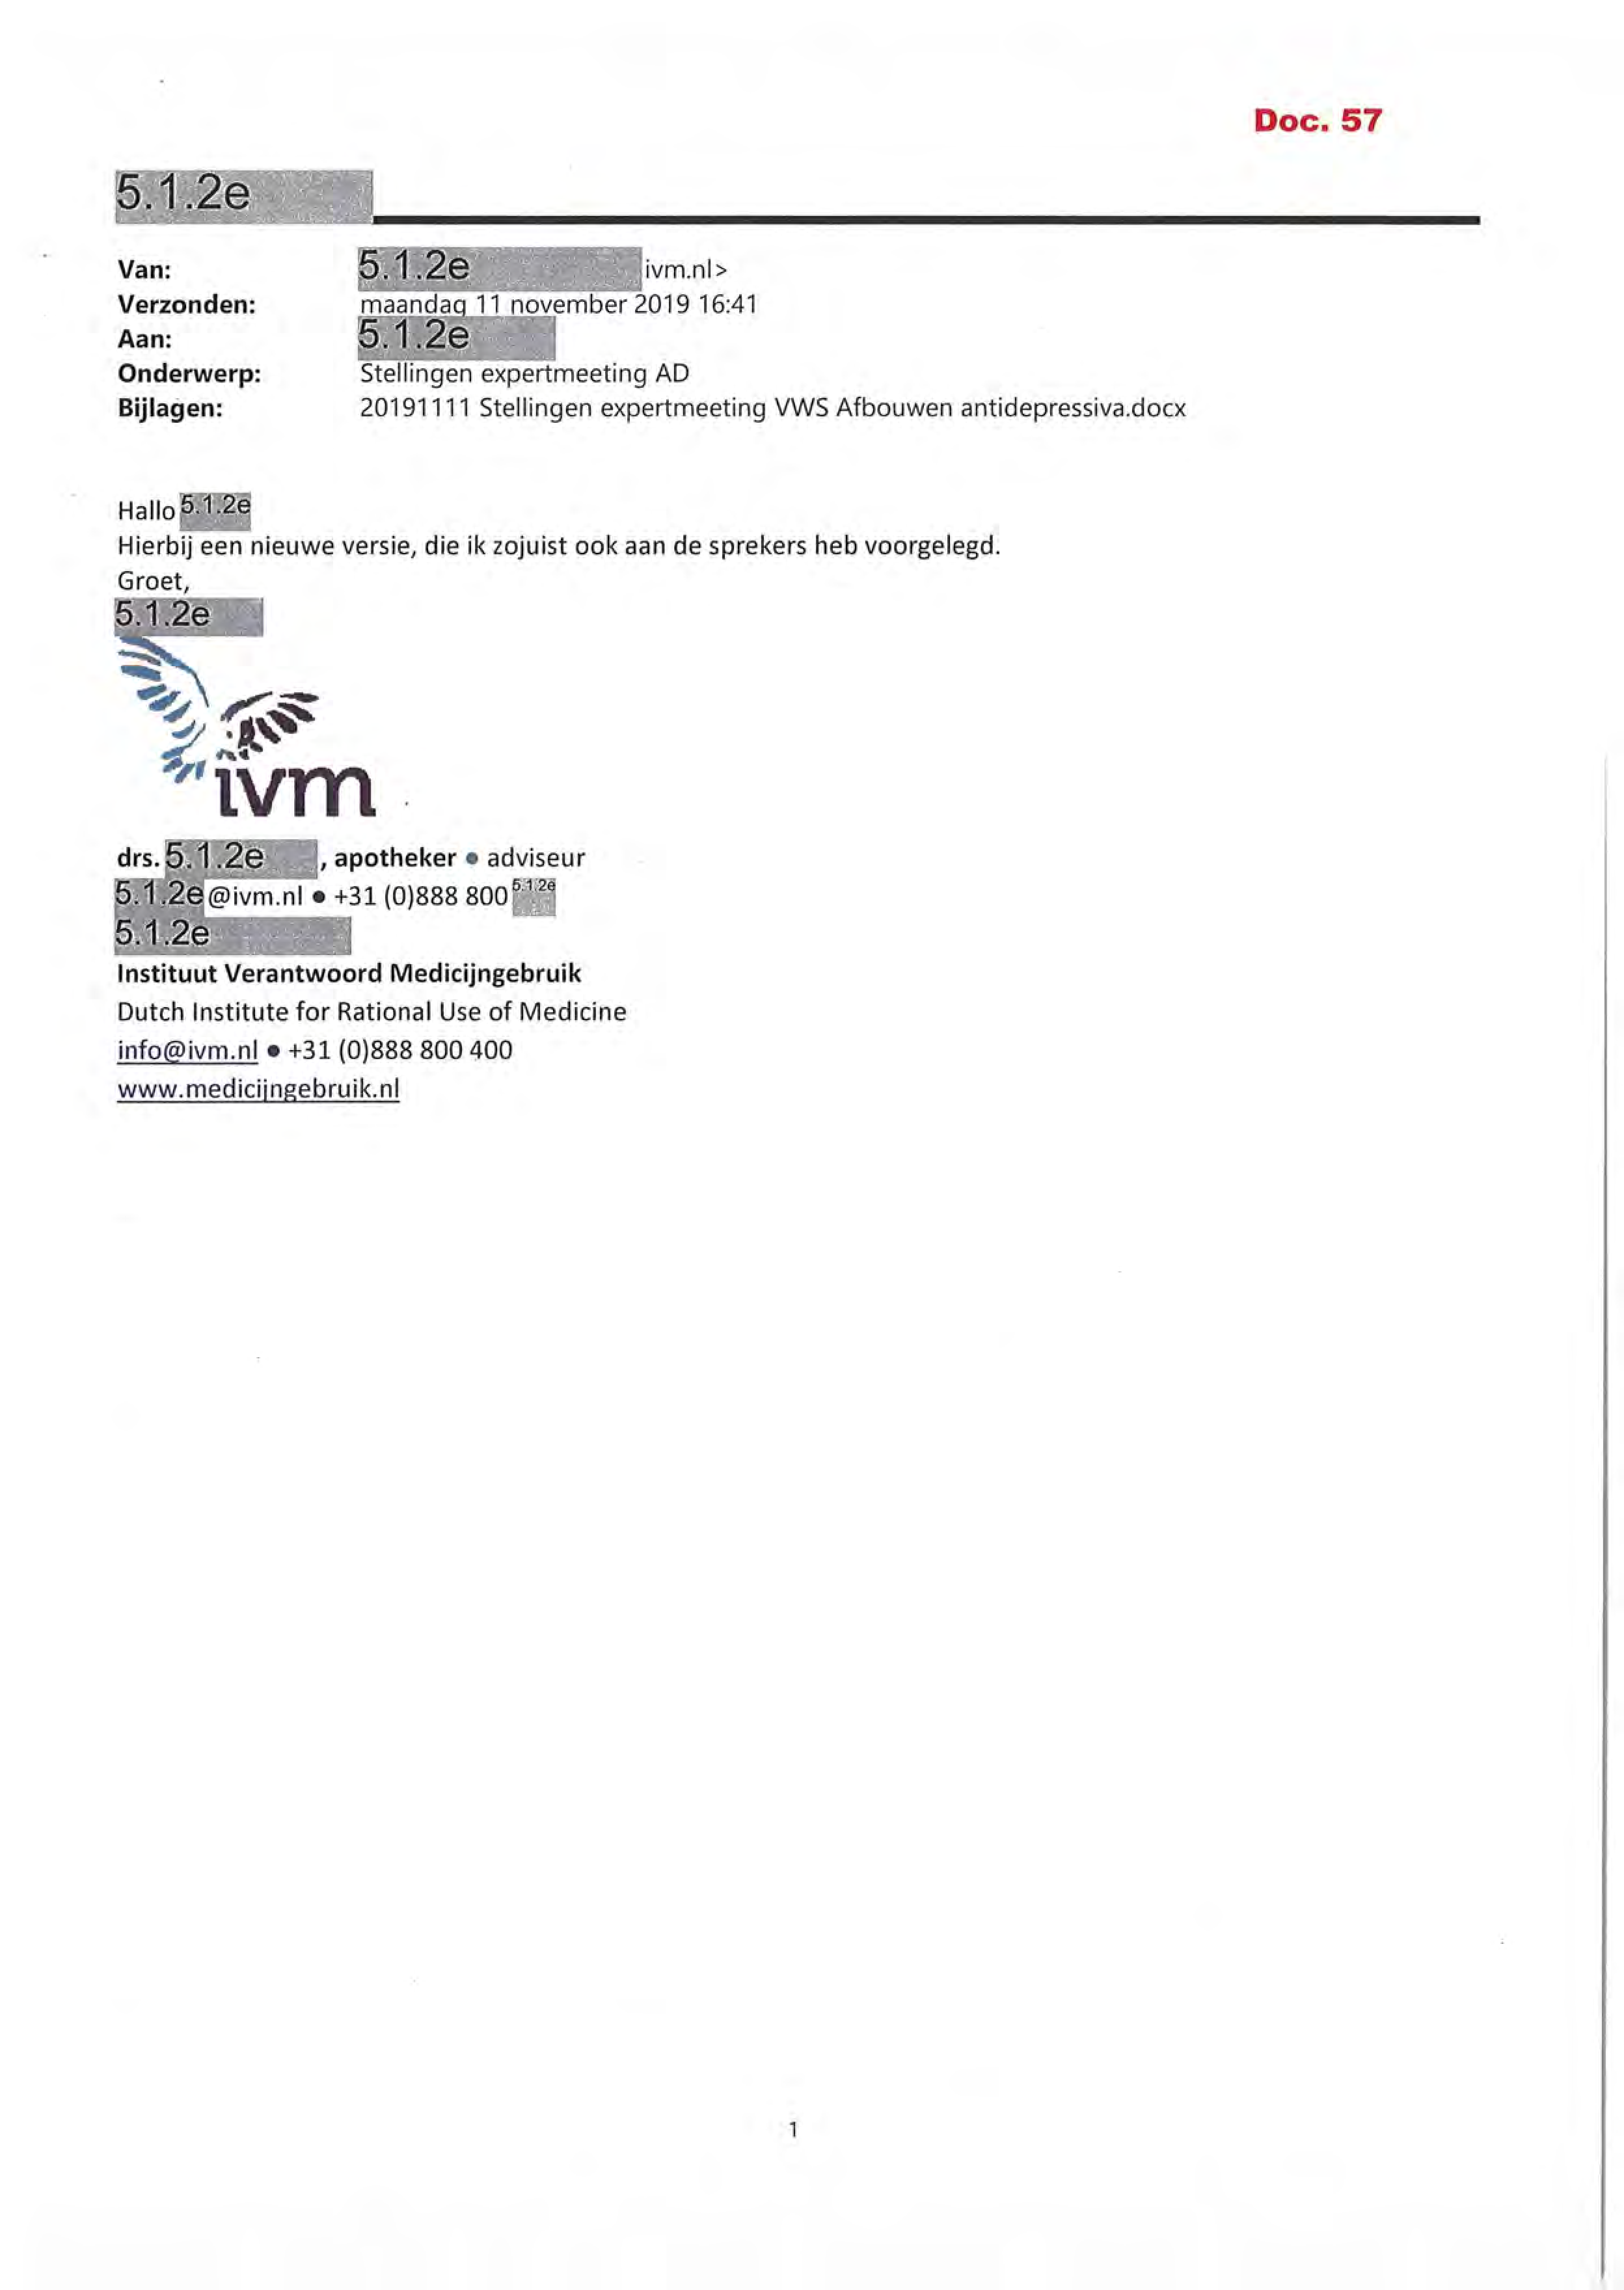 Doc. 57
5.1.2e
Van: 5.1.2e ivm.nl>
Verzonden: maandag 11 november 2019 16:41
Aan: 5.1.2e
Onderwerp: Stellingen expertmeeting AD
Bijlagen: 20191111 Stellingen expertmeeting VWS Afbouwen antidepressiva.docx
Hallo 5.1.2e
Hierbij een nieuwe versie, die ik zojuist ook aan de sprekers heb voorgelegd.
Groet,
5.1.2e
ivm
drs. 5.1.2e , apotheker ● adviseur
5.1.2e@ivm.nl ● +31 (0)888 800 5.1.2e
5.1.2e
Instituut Verantwoord Medicijngebruik
Dutch Institute for Rational Use of Medicine
info@ivm.nl ● +31 (0)888 800 400
www.medicijngebruik.nl
1